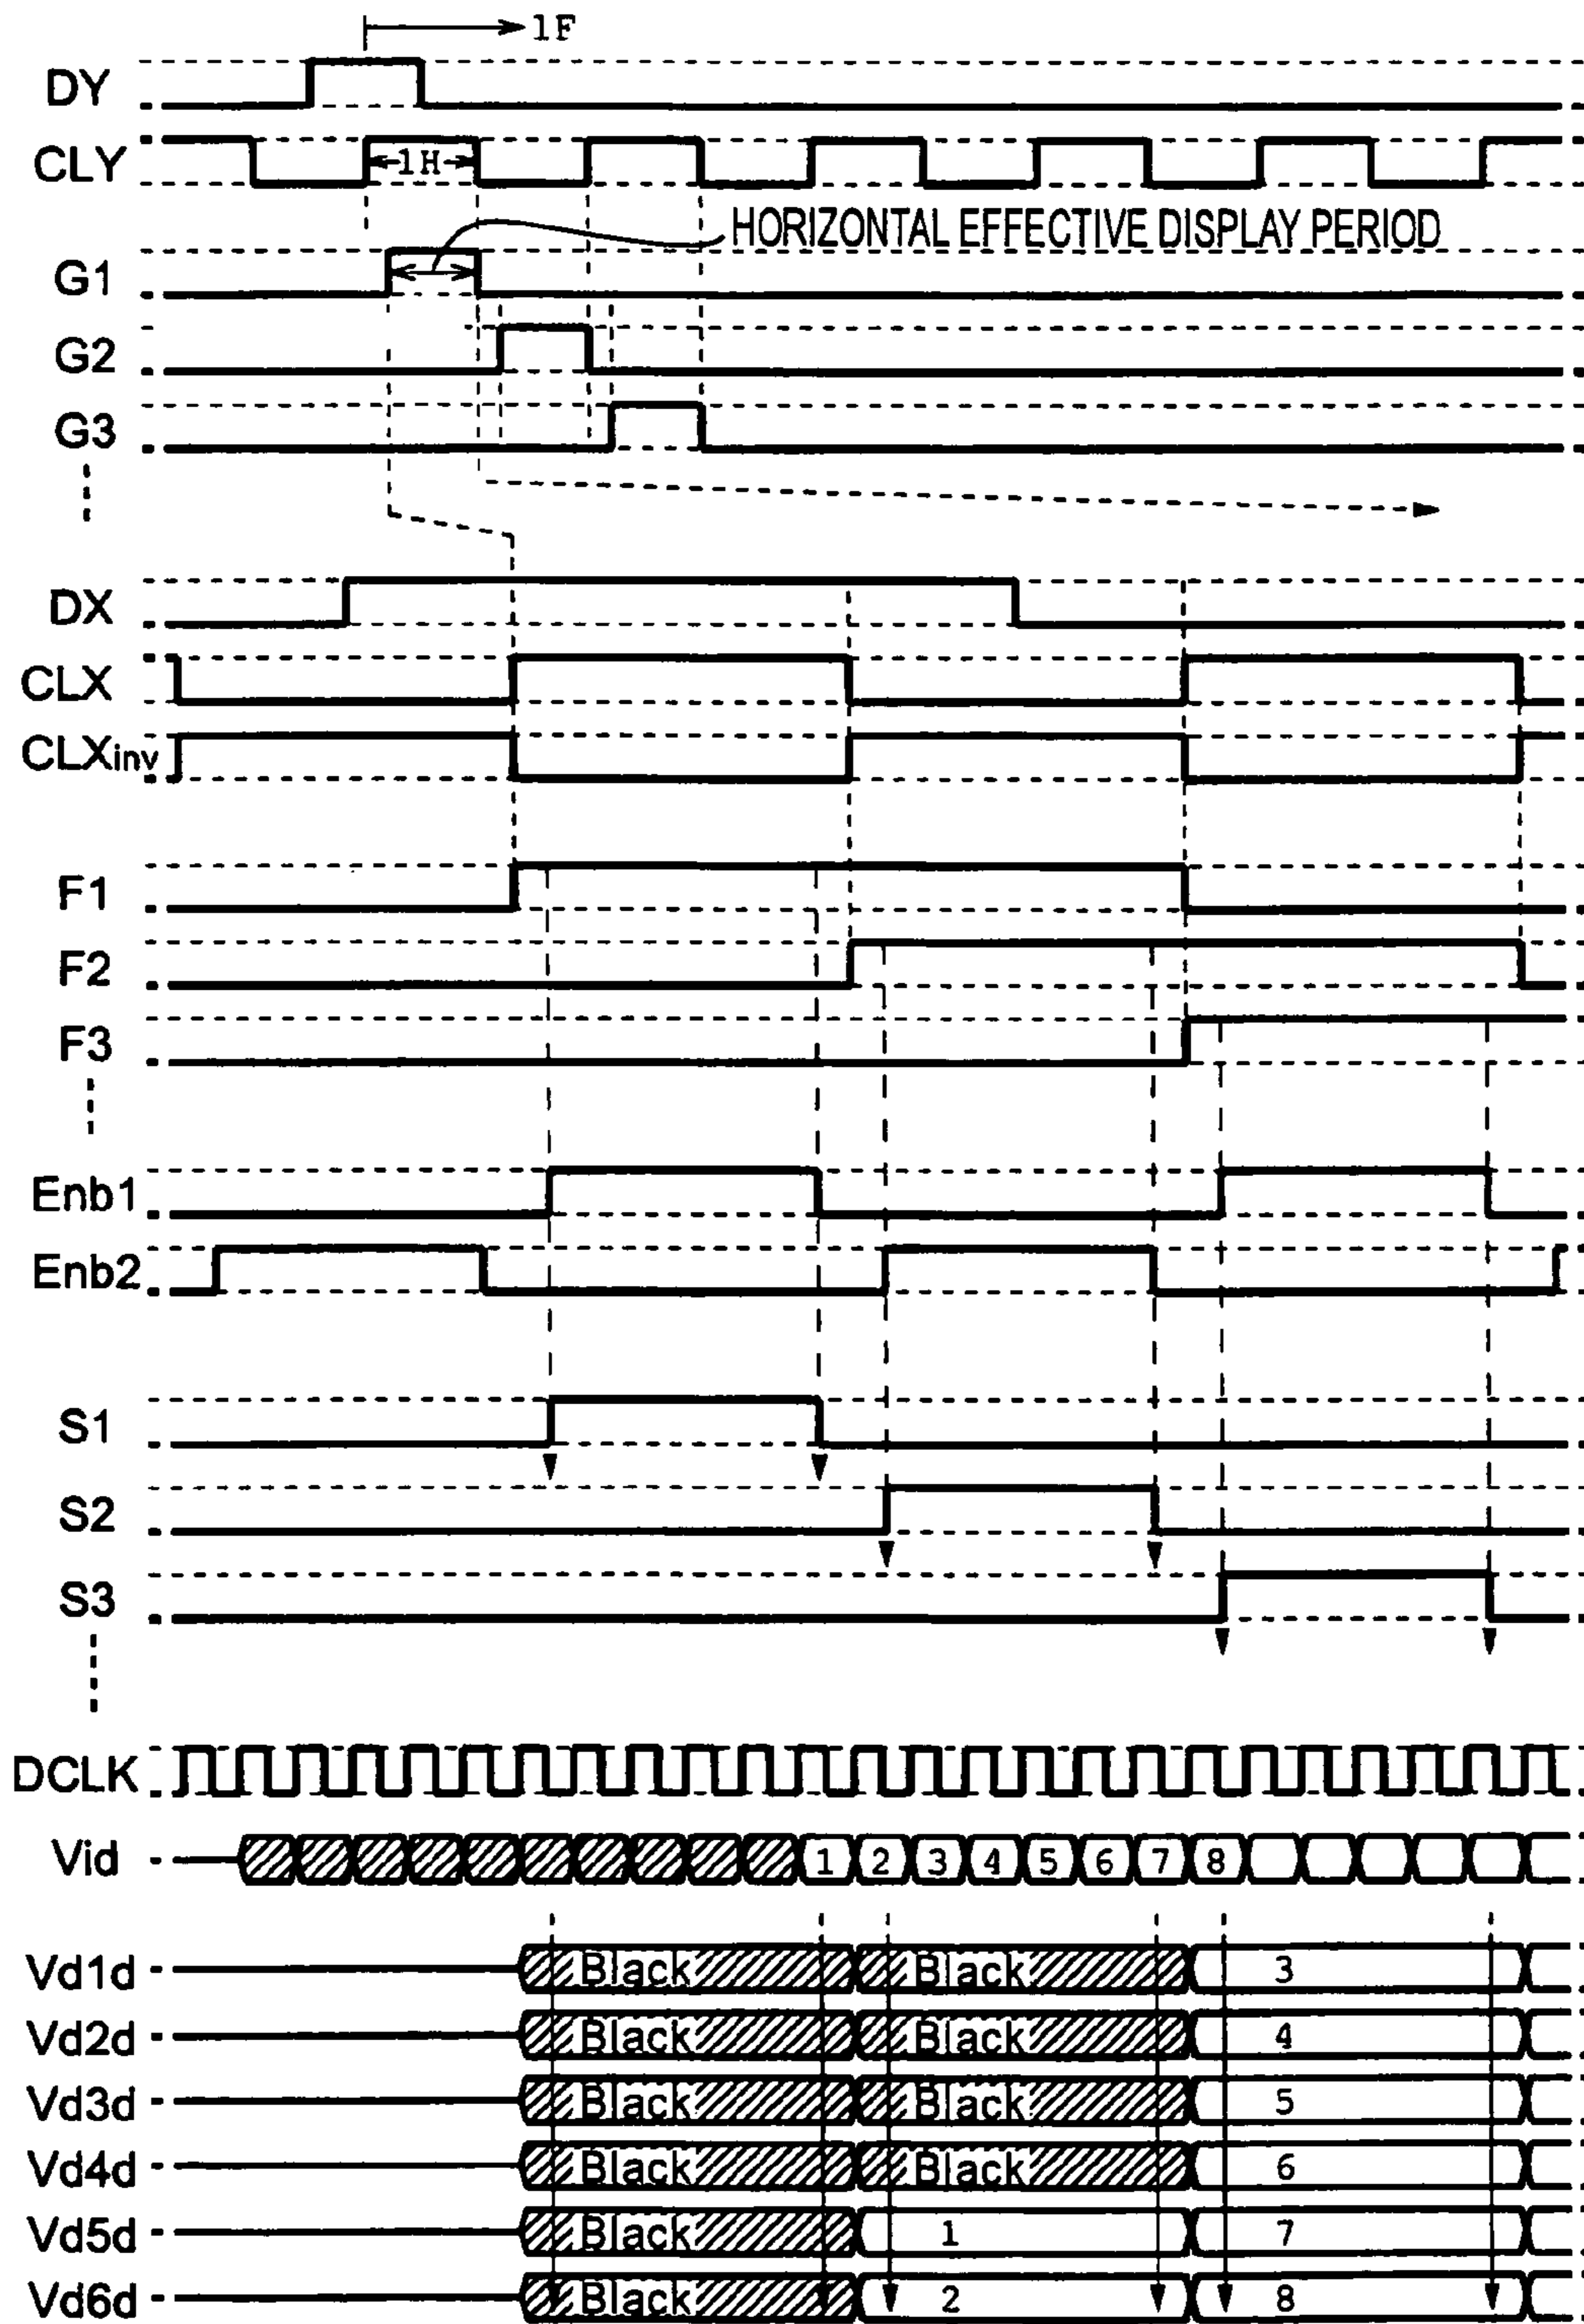 1F
DY
CLY
1H
HORIZONTAL EFFECTIVE DISPLAY PERIOD
G1
G2
G3
DX
CLX
CLXinv
F1
F2
F3
Enb1
Enb2
S1
S2
S3
DCLK
Vid 1 2 3 4 5 6 7 8
Vd1d Black Black 3
Vd2d Black Black 4
Vd3d Black Black 5
Vd4d Black Black 6
Vd5d Black 1 7
Vd6d Black 2 8